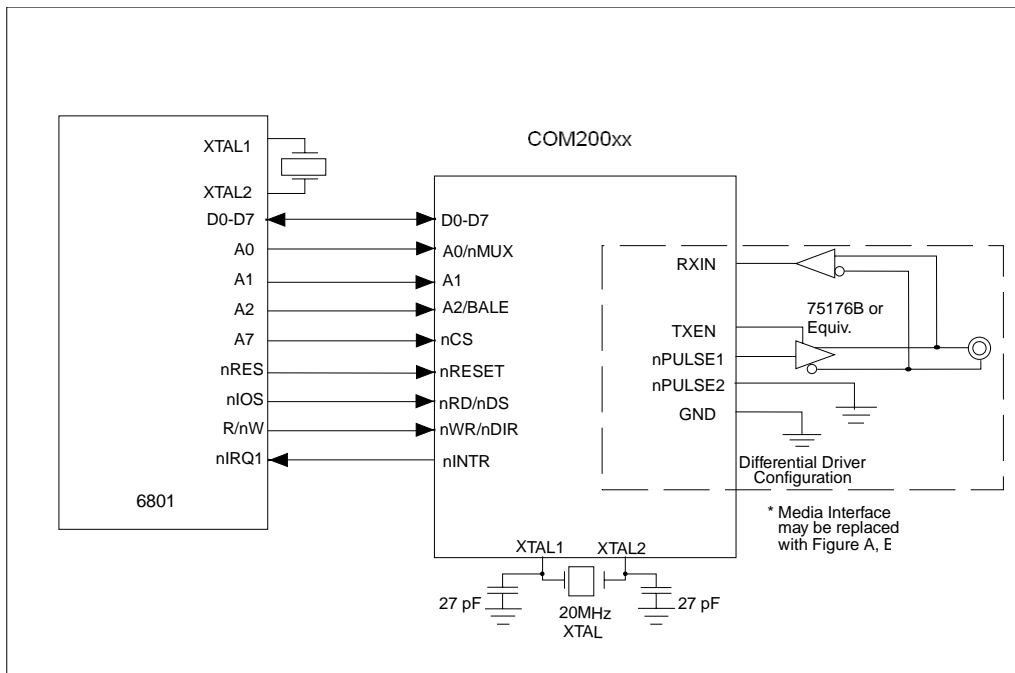 COM200xx
XTAL1
XTAL2
D0-D7
A0
A1
A2
A7
nRES
nIOS
R/nW
nIRQ1
6801
D0-D7
A0/nMUX
A1
A2/BALE
nCS
nRESET
nRD/nDS
nWR/nDIR
nINTR
RXIN
TXEN
nPULSE1
nPULSE2
GND
75176B or
Equiv.
Differential Driver
Configuration
* Media Interface
may be replaced
with Figure A,
XTAL1
XTAL2
27 pF
20MHz
XTAL
27 pF